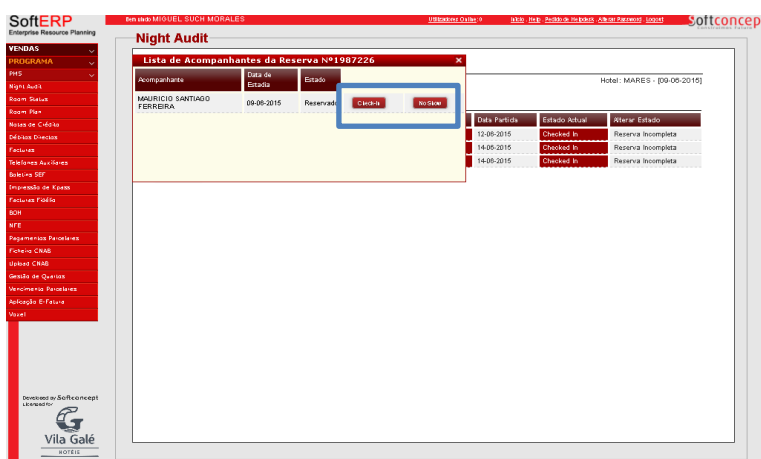 SoftERP
Enterprise Resource Planning
Bem vindo MIGUEL SUCH MORALES
Utilizadores Online: 0
Início . Help . Pedido de Helpdesk . Alterar Password . Logout
Softconcept
VENDAS
PROGRAMA
PMS
Night Audit
Room Status
Room Plan
Notas de Crédito
Débitos Directos
Facturas
Telefones Auxiliares
Boletins SEF
Impressão de Kpass
Facturas Fidélio
BDH
NFE
Pagamentos Parcelares
Ficheiro CNAB
Upload CNAB
Gestão de Quartos
Vencimento Parcelares
Aplicação E-Fatura
Voxel
Developed by Softconcept
Licensed for
Vila Galé
HOTÉIS
Night Audit
Lista de Acompanhantes da Reserva Nº1987226
×
Acompanhante
Data de Estadia
Estado
MAURICIO SANTIAGO FERREIRA
09-06-2015
Reservado
Check-In
No Show
Hotel: MARES - [09-06-2015]
Data Partida
Estado Actual
Alterar Estado
12-06-2015
Checked In
Reserva Incompleta
14-06-2015
Checked In
Reserva Incompleta
14-06-2015
Checked In
Reserva Incompleta